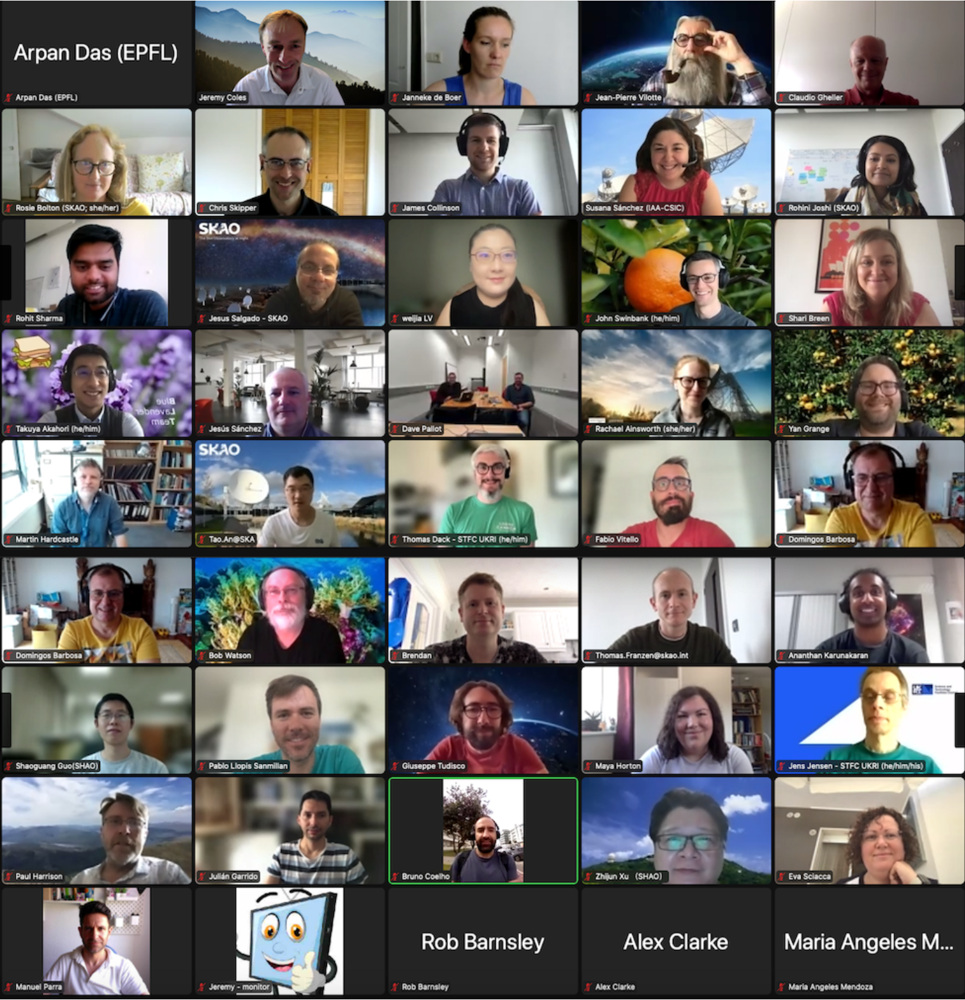 Arpan Das (EPFL)
Arpan Das (EPFL)
Jeremy Coles
Janneke de Boer
Jean-Pierre Vilotte
Claudio Gheller
Rosie Bolton (SKAO; she/her)
Chris Skipper
James Collinson
Susana Sánchez (IAA-CSIC)
Rohini Joshi (SKAO)
Rohit Sharma
SKAO
Jesus Salgado - SKAO
weijia LV
John Swinbank (he/him)
Shari Breen
Blue
Lavender
Team
Takuya Akahori (he/him)
Jesús Sánchez
Dave Pallot
Rachael Ainsworth (she/her)
Yan Grange
Martin Hardcastle
SKAO
Tao.An@SKA
Thomas Dack - STFC UKRI (he/him)
Fabio Vitello
Domingos Barbosa
Domingos Barbosa
Bob Watson
Brendan
Thomas.Franzen@skao.int
Ananthan Karunakaran
Shaoguang Guo(SHAO)
Pablo Llopis Sanmillan
Giuseppe Tudisco
Maya Horton
Jens Jensen - STFC UKRI (he/him/his)
Paul Harrison
Julián Garrido
Bruno Coelho
Zhijun Xu (SHAO)
Eva Sciacca
Manuel Parra
Jeremy - monitor
Rob Barnsley
Rob Barnsley
Alex Clarke
Alex Clarke
Maria Angeles M...
Maria Angeles Mendoza